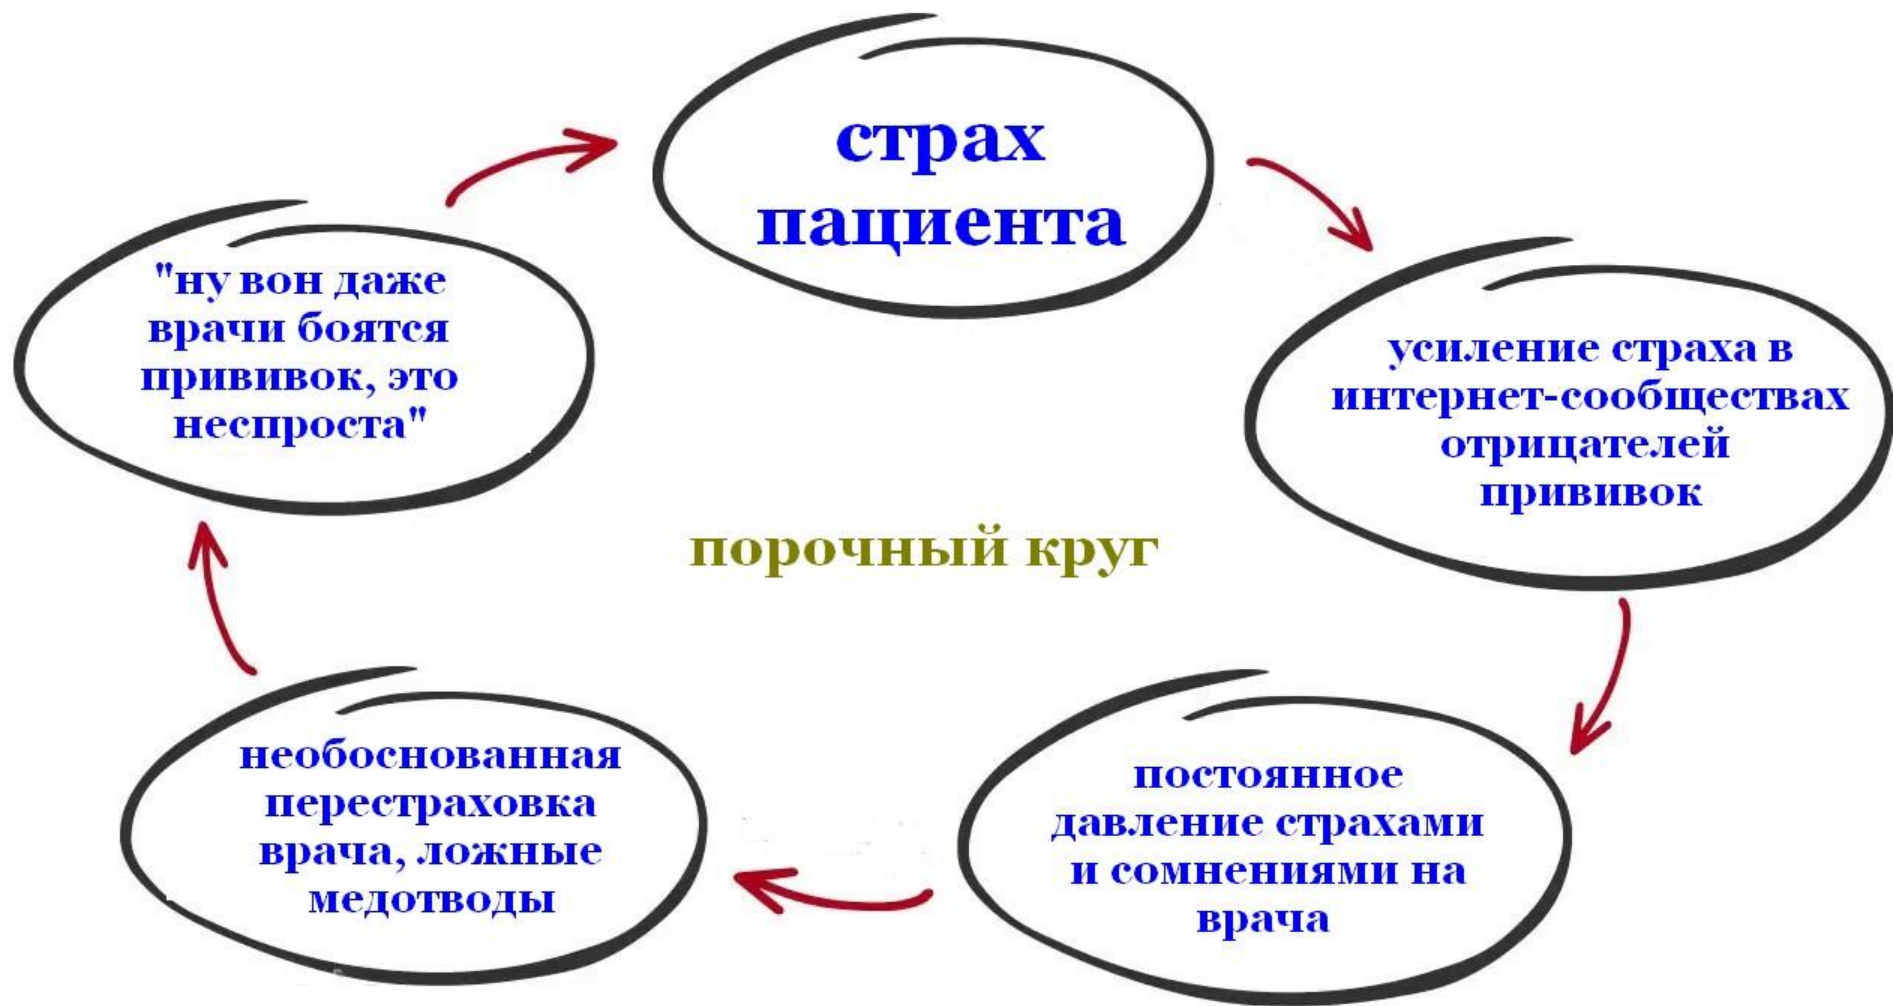 страх
пациента
"ну вон даже
врачи боятся
прививок, это
неспроста"
усиление страха в
интернет-сообществах
отрицателей
прививок
порочный круг
необоснованная
перестраховка
врача, ложные
медотводы
постоянное
давление страхами
и сомнениями на
врача